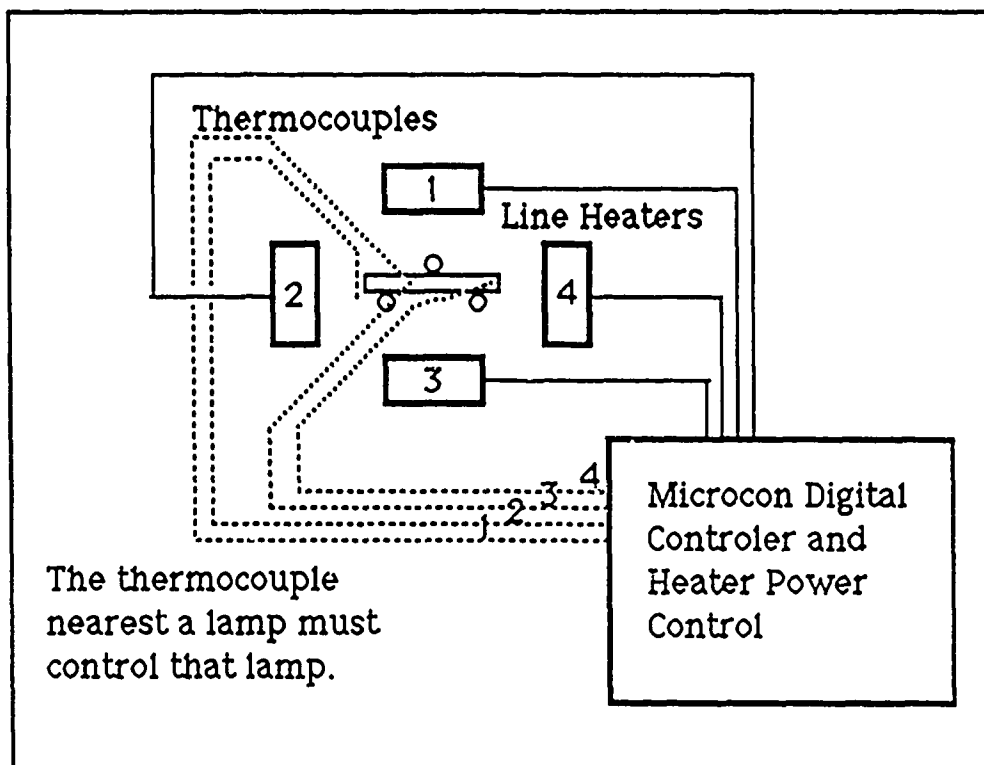 Thermocouples
1
Line Heaters
2
4
3
4
3
2
1
Microcon Digital
Controler and
Heater Power
Control
The thermocouple
nearest a lamp must
control that lamp.